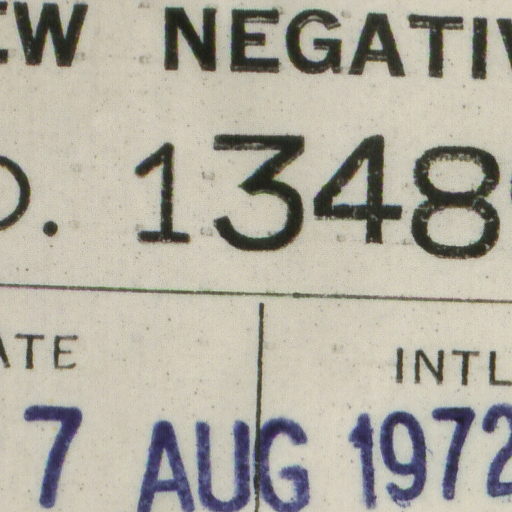 EW NEGATIV
O. 1348
ATE INTL
7 AUG 1972